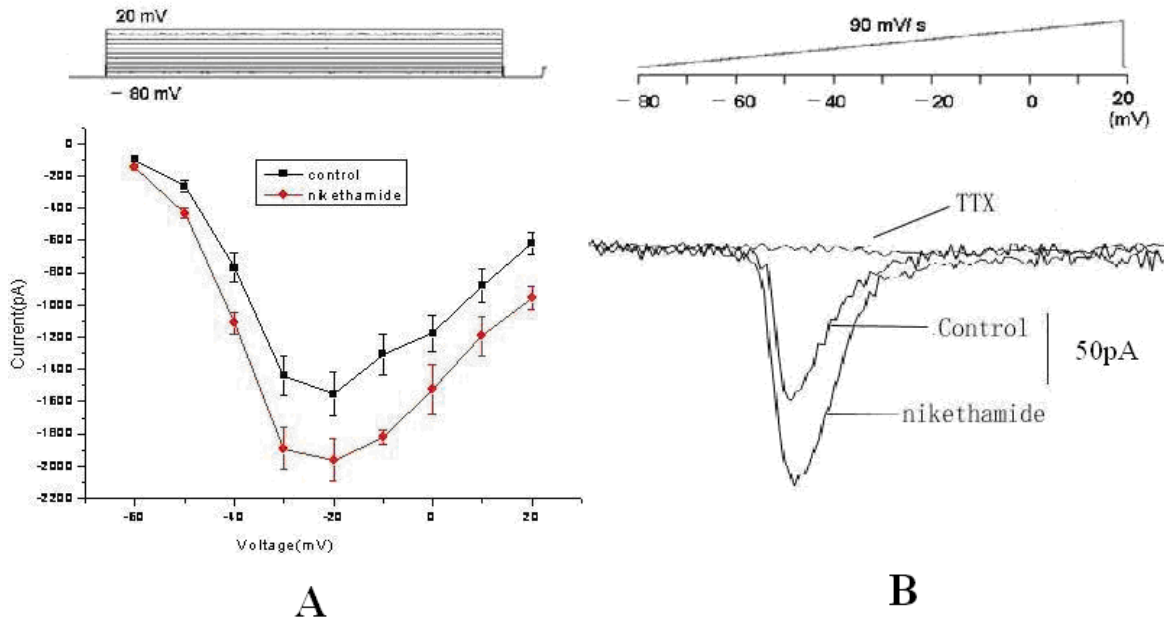 20 mV
− 80 mV
0
-200
-400
-600
-800
-1000
-1200
-1400
-1600
-1800
-2000
-2200
Current(pA)
control
nikethamide
-60
-40
-20
0
20
Voltage(mV)
A
90 mV/ s
− 80
− 60
− 40
− 20
0
20
(mV)
TTX
Control
50pA
nikethamide
B